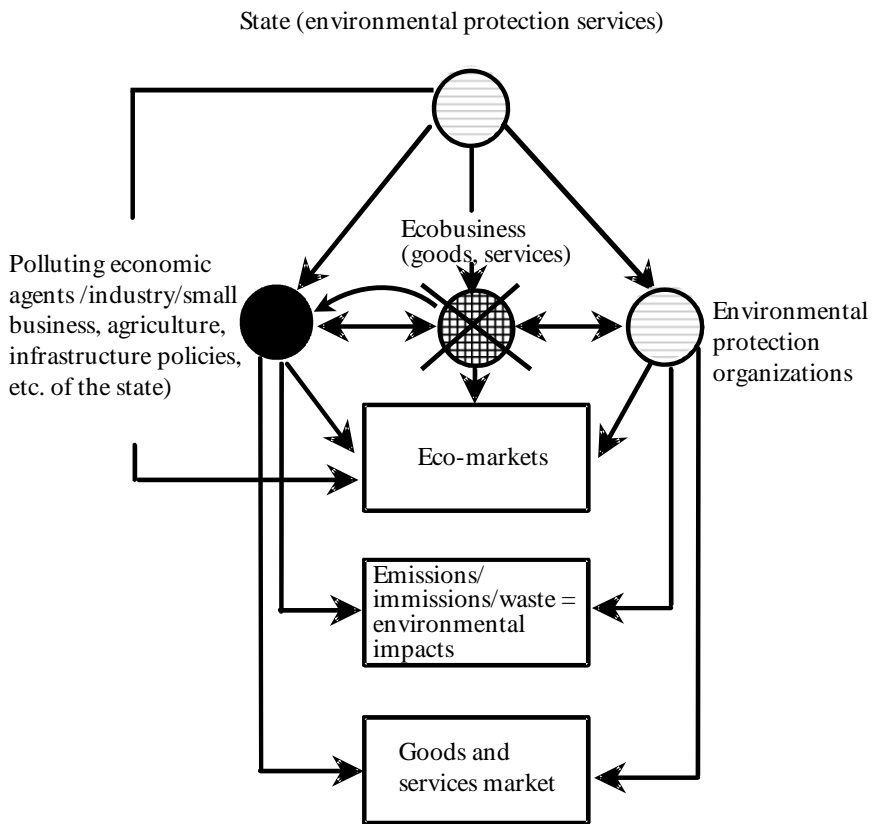 State (environmental protection services)
Ecobusiness
(goods, services)
Polluting economic
agents /industry/small
business, agriculture,
infrastructure policies,
etc. of the state)
Environmental
protection
organizations
Eco-markets
Emissions/
immissions/waste =
environmental
impacts
Goods and
services market